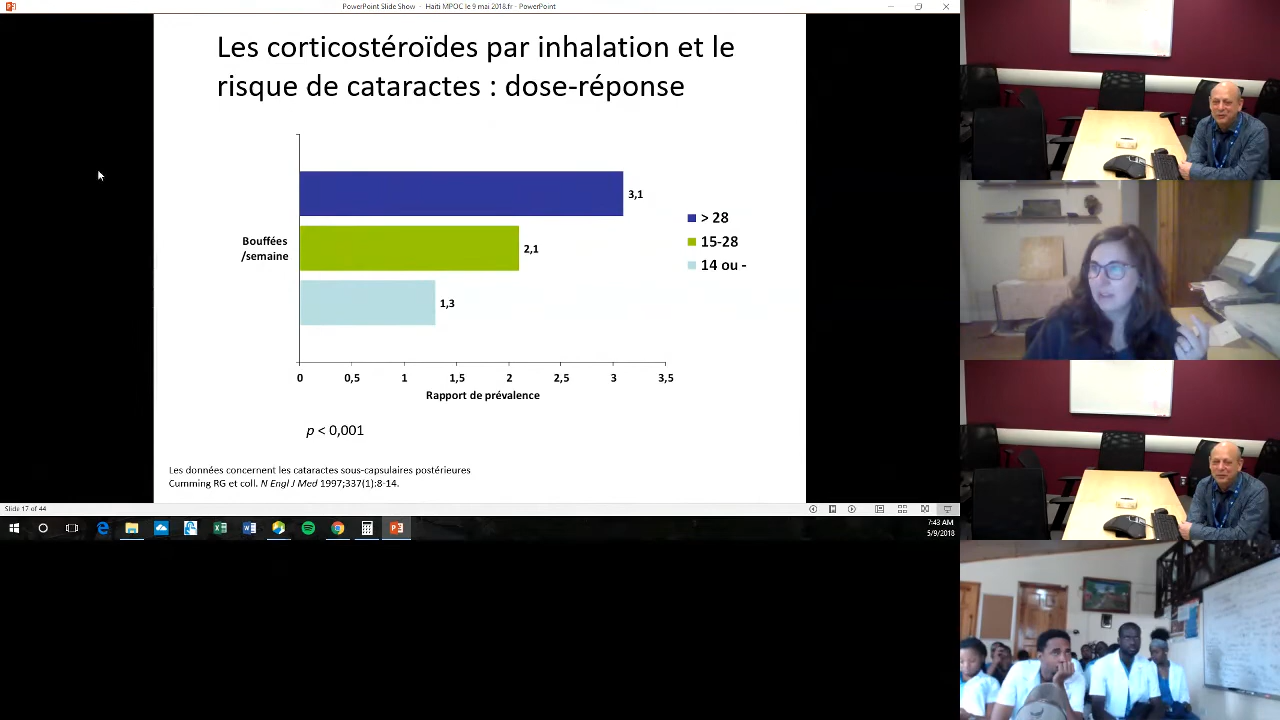 PowerPoint Slide Show - Haiti MPOC le 9 mai 2018.fr - PowerPoint
Les corticostéroïdes par inhalation et le
risque de cataractes : dose-réponse
3,1
2,1
1,3
Bouffées
/semaine
> 28
15-28
14 ou -
0 0,5 1 1,5 2 2,5 3 3,5
Rapport de prévalence
p < 0,001
Les données concernent les cataractes sous-capsulaires postérieures
Cumming RG et coll. N Engl J Med 1997;337(1):8-14.
Slide 17 of 44
7:43 AM
5/9/2018